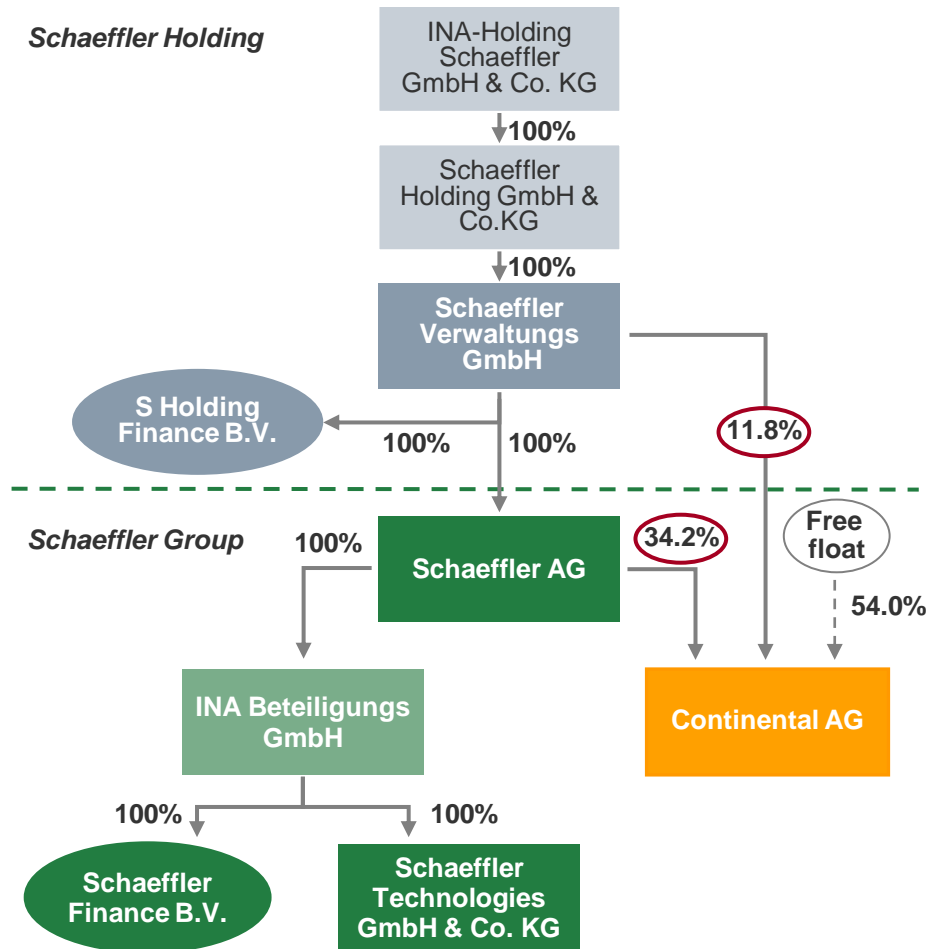 Schaeffler Holding
INA-Holding
Schaeffler
GmbH & Co. KG
100%
Schaeffler
Holding GmbH &
Co.KG
100%
Schaeffler
Verwaltungs
GmbH
S Holding
Finance B.V.
100%
100%
11.8%
Schaeffler Group
100%
Schaeffler AG
34.2%
Free
float
54.0%
INA Beteiligungs
GmbH
Continental AG
100%
100%
Schaeffler
Finance B.V.
Schaeffler
Technologies
GmbH & Co. KG